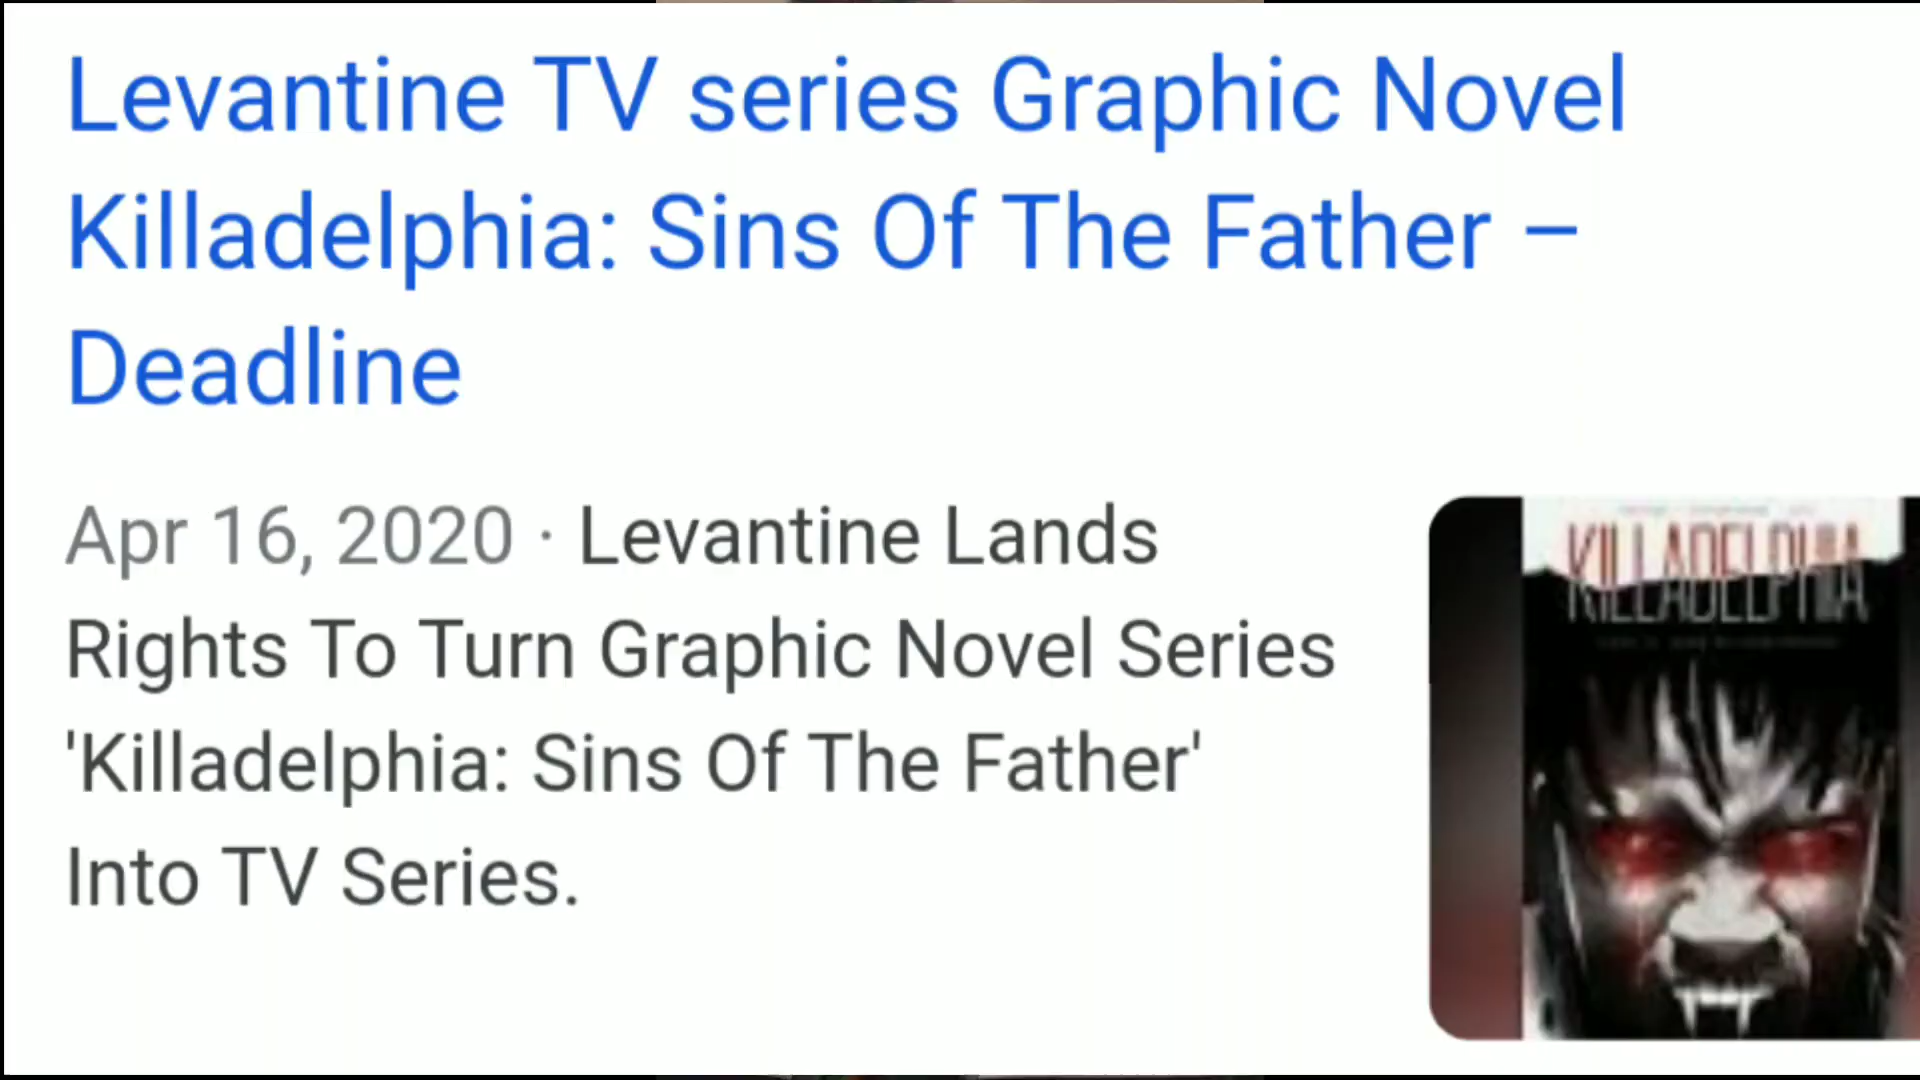 Levantine TV series Graphic Novel
Killadelphia: Sins Of The Father –
Deadline
Apr 16, 2020 · Levantine Lands
Rights To Turn Graphic Novel Series
'Killadelphia: Sins Of The Father'
Into TV Series.
KILLADELPHIA
KILLADELPHIA